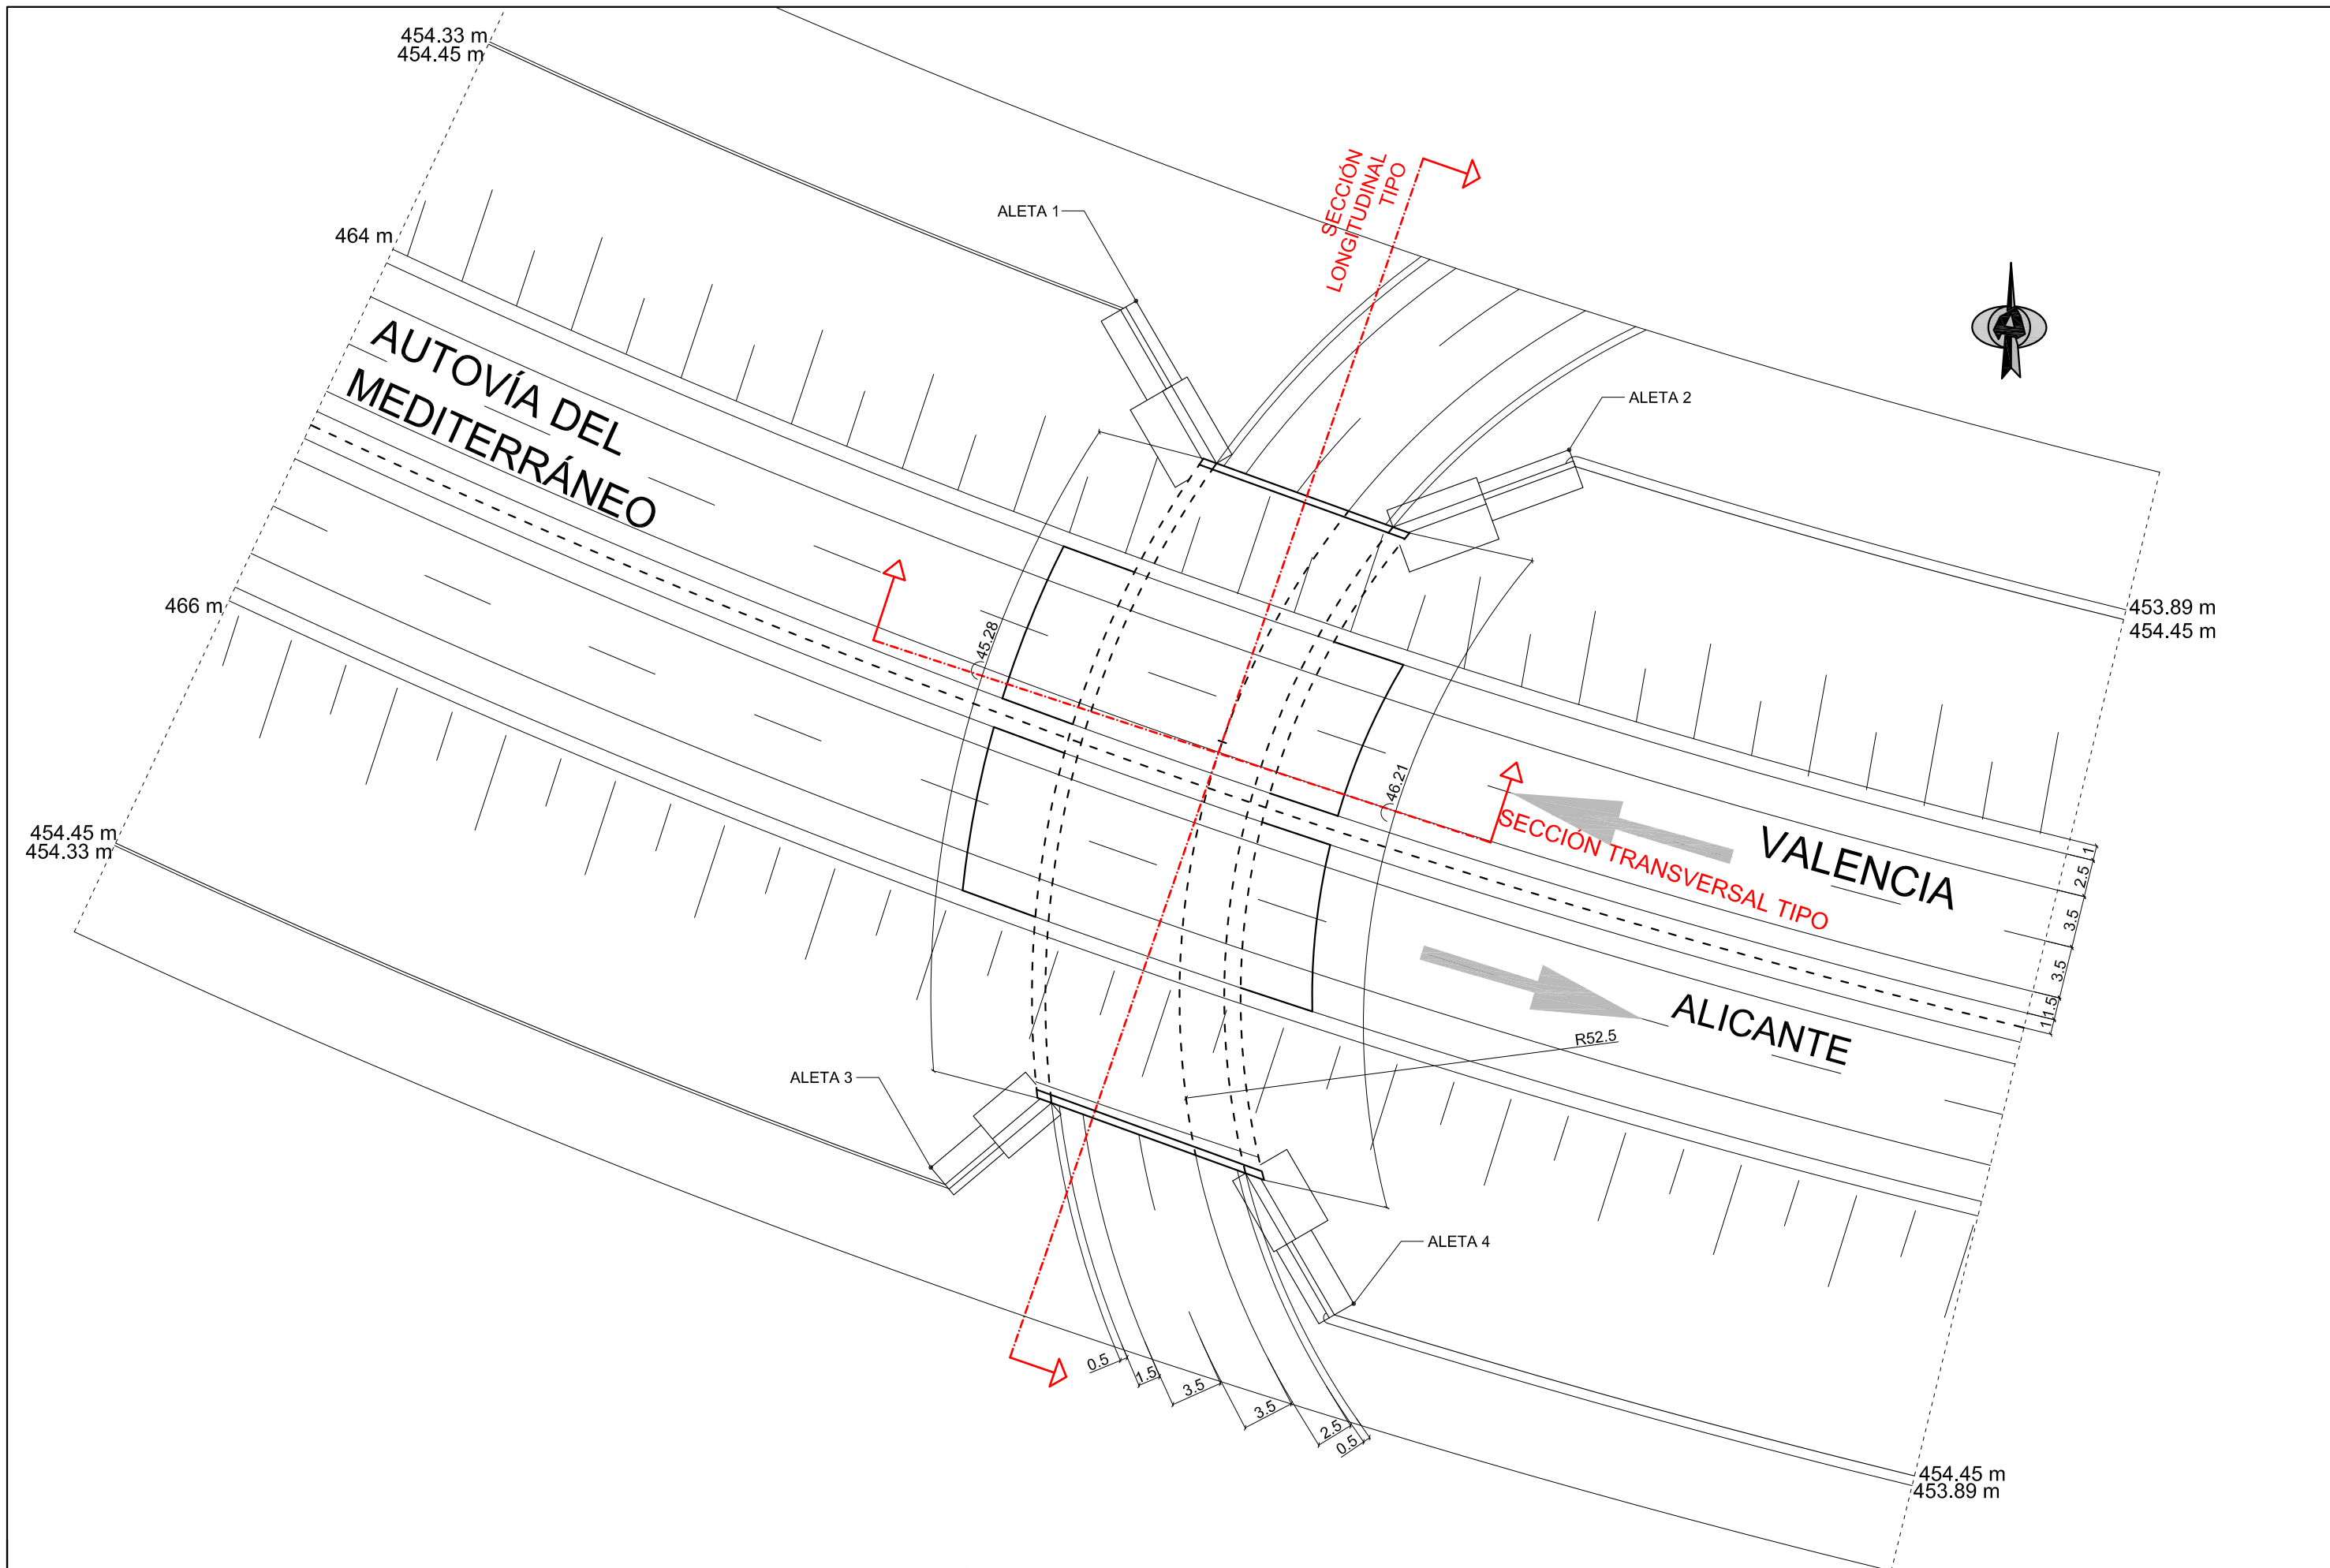 454.33 m
454.45 m
SECCIÓN
LONGITUDINAL
TIPO
ALETA 1
464 m
AUTOVÍA DEL
MEDITERRÁNEO
ALETA 2
45.28
466 m
453.89 m
454.45 m
46.21
454.45 m
454.33 m
SECCIÓN TRANSVERSAL TIPO
VALENCIA
1
2.5
3.5
3.5
1.5
1
ALICANTE
R52.5
ALETA 3
ALETA 4
0.5
1.5
3.5
3.5
2.5
0.5
454.45 m
453.89 m